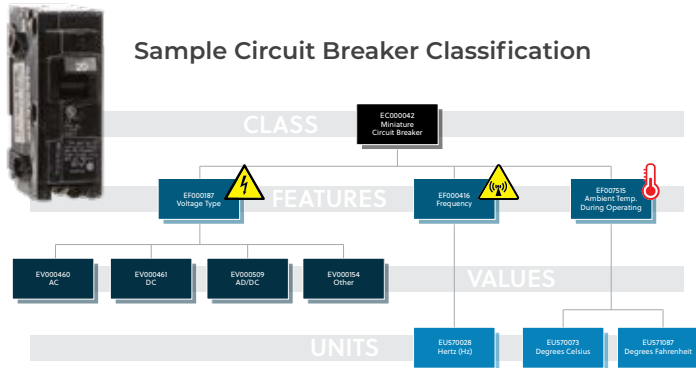 Sample Circuit Breaker Classification
20
CLASS
EC000042
Miniature
Circuit Breaker
FEATURES
EF000187
Voltage Type
EF000416
Frequency
EF007515
Ambient Temp.
During Operating
VALUES
EV000460
AC
EV000461
DC
EV000509
AD/DC
EV000154
Other
UNITS
EU570028
Hertz (Hz)
EU570073
Degrees Celsius
EU571087
Degrees Fahrenheit